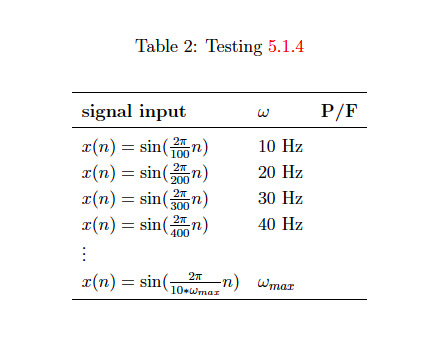 Table 2: Testing 5.1.4
signal input ω P/F
x(n) = sin(2π/100 n) 10 Hz
x(n) = sin(2π/200 n) 20 Hz
x(n) = sin(2π/300 n) 30 Hz
x(n) = sin(2π/400 n) 40 Hz
⋮
x(n) = sin(2π/10*ω_max n) ω_max